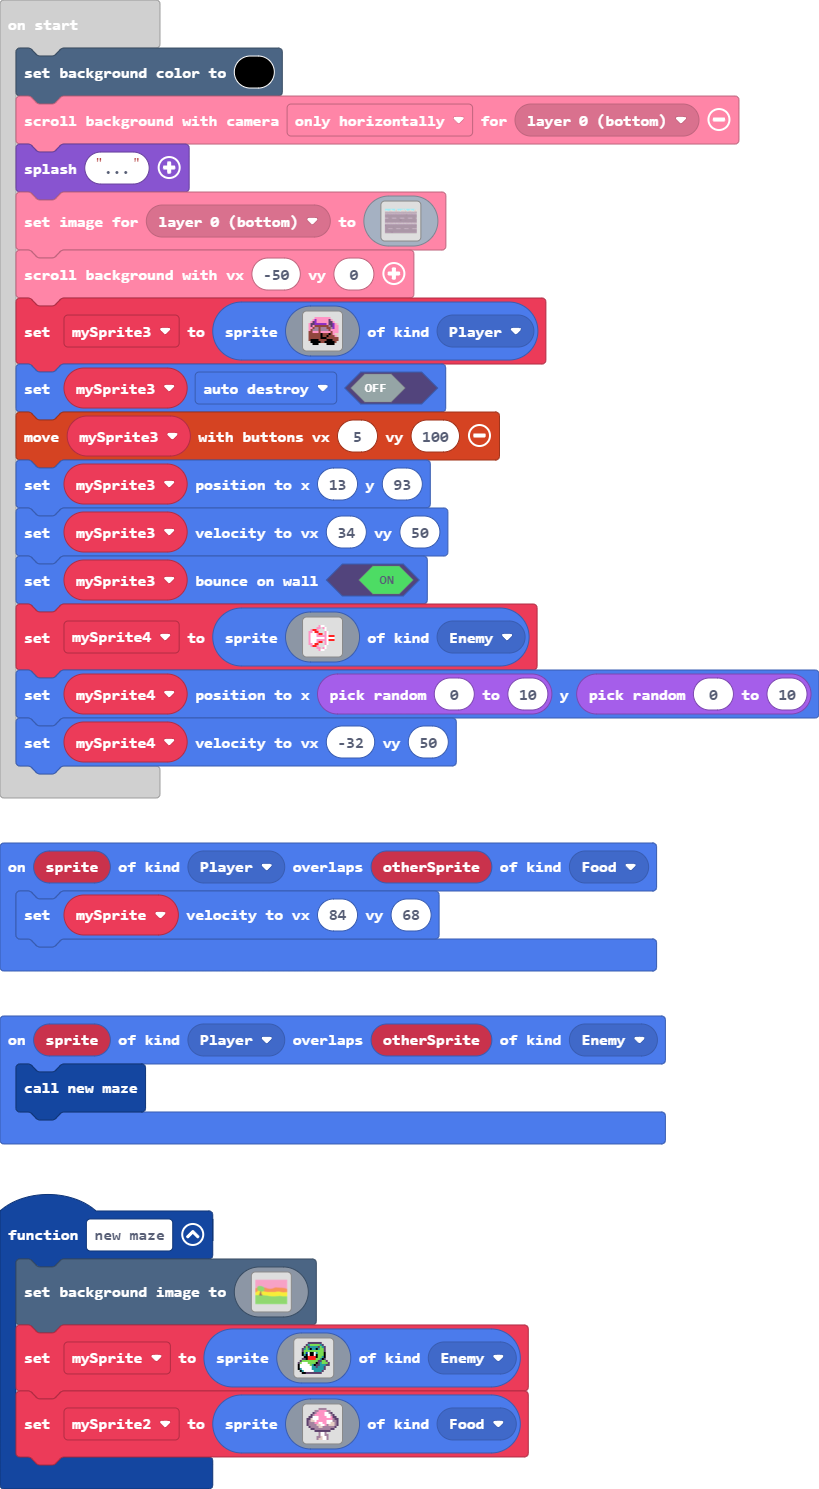 on start
set background color to
scroll background with camera only horizontally for layer 0 (bottom)
splash "..."
set image for layer 0 (bottom) to
scroll background with vx -50 vy 0
set mySprite3 to sprite of kind Player
set mySprite3 auto destroy OFF
move mySprite3 with buttons vx 5 vy 100
set mySprite3 position to x 13 y 93
set mySprite3 velocity to vx 34 vy 50
set mySprite3 bounce on wall ON
set mySprite4 to sprite of kind Enemy
set mySprite4 position to x pick random 0 to 10 y pick random 0 to 10
set mySprite4 velocity to vx -32 vy 50
on sprite of kind Player overlaps otherSprite of kind Food
set mySprite velocity to vx 84 vy 68
on sprite of kind Player overlaps otherSprite of kind Enemy
call new maze
function new maze
set background image to
set mySprite to sprite of kind Enemy
set mySprite2 to sprite of kind Food